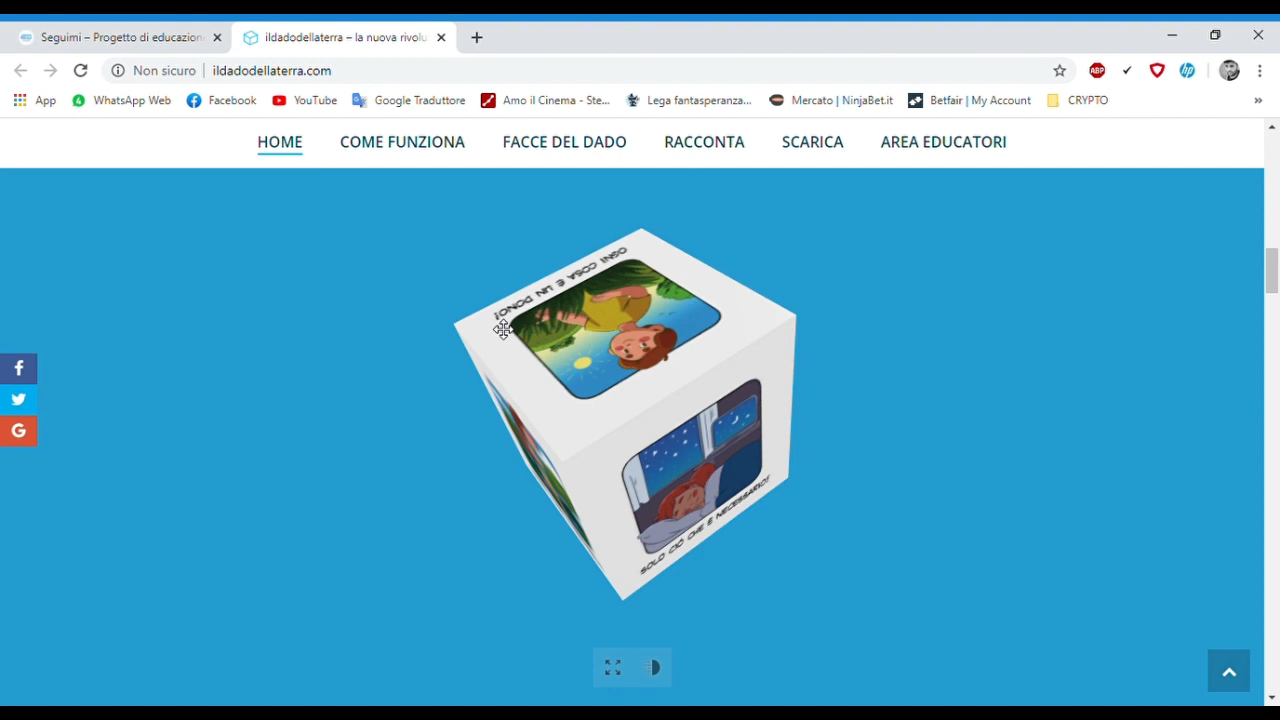 Seguimi – Progetto di educazion
ildadodellaterra – la nuova rivolu
Non sicuro
ildadodellaterra.com
ABP
hp
App
WhatsApp Web
Facebook
YouTube
Google Traduttore
Amo il Cinema - Ste...
Lega fantasperanza...
Mercato | NinjaBet.it
Betfair | My Account
CRYPTO
HOME
COME FUNZIONA
FACCE DEL DADO
RACCONTA
SCARICA
AREA EDUCATORI
OGNI COSA È UN DONO!
SOLO CIÒ CHE È NECESSARIO!